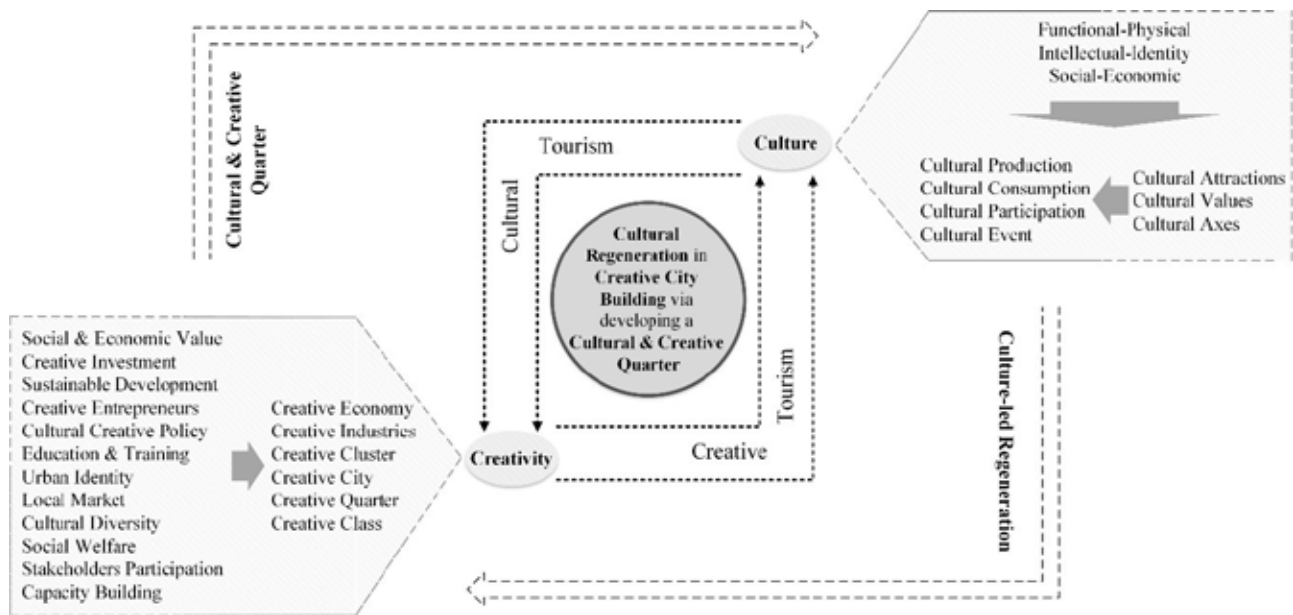 Functional-Physical
Intellectual-Identity
Social-Economic
Cultural & Creative
Quarter
Tourism
Culture
Cultural
Cultural Production
Cultural Consumption
Cultural Participation
Cultural Event
Cultural Attractions
Cultural Values
Cultural Axes
Cultural
Regeneration in
Creative City
Building via
developing a
Cultural & Creative
Quarter
Tourism
Creative
Creativity
Culture-led Regeneration
Social & Economic Value
Creative Investment
Sustainable Development
Creative Entrepreneurs
Cultural Creative Policy
Education & Training
Urban Identity
Local Market
Cultural Diversity
Social Welfare
Stakeholders Participation
Capacity Building
Creative Economy
Creative Industries
Creative Cluster
Creative City
Creative Quarter
Creative Class